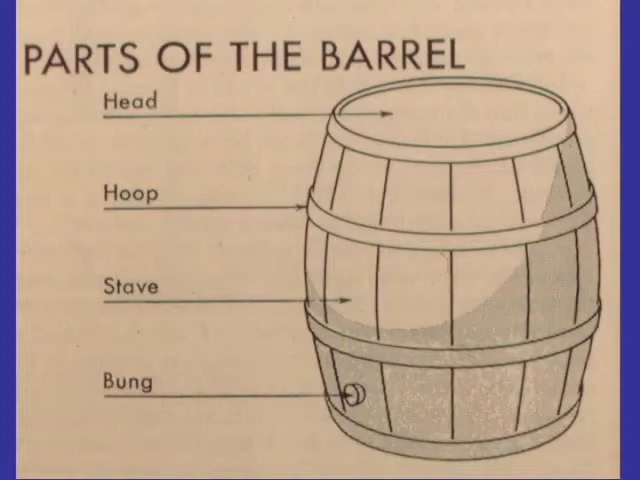 PARTS OF THE BARREL
Head
Hoop
Stave
Bung